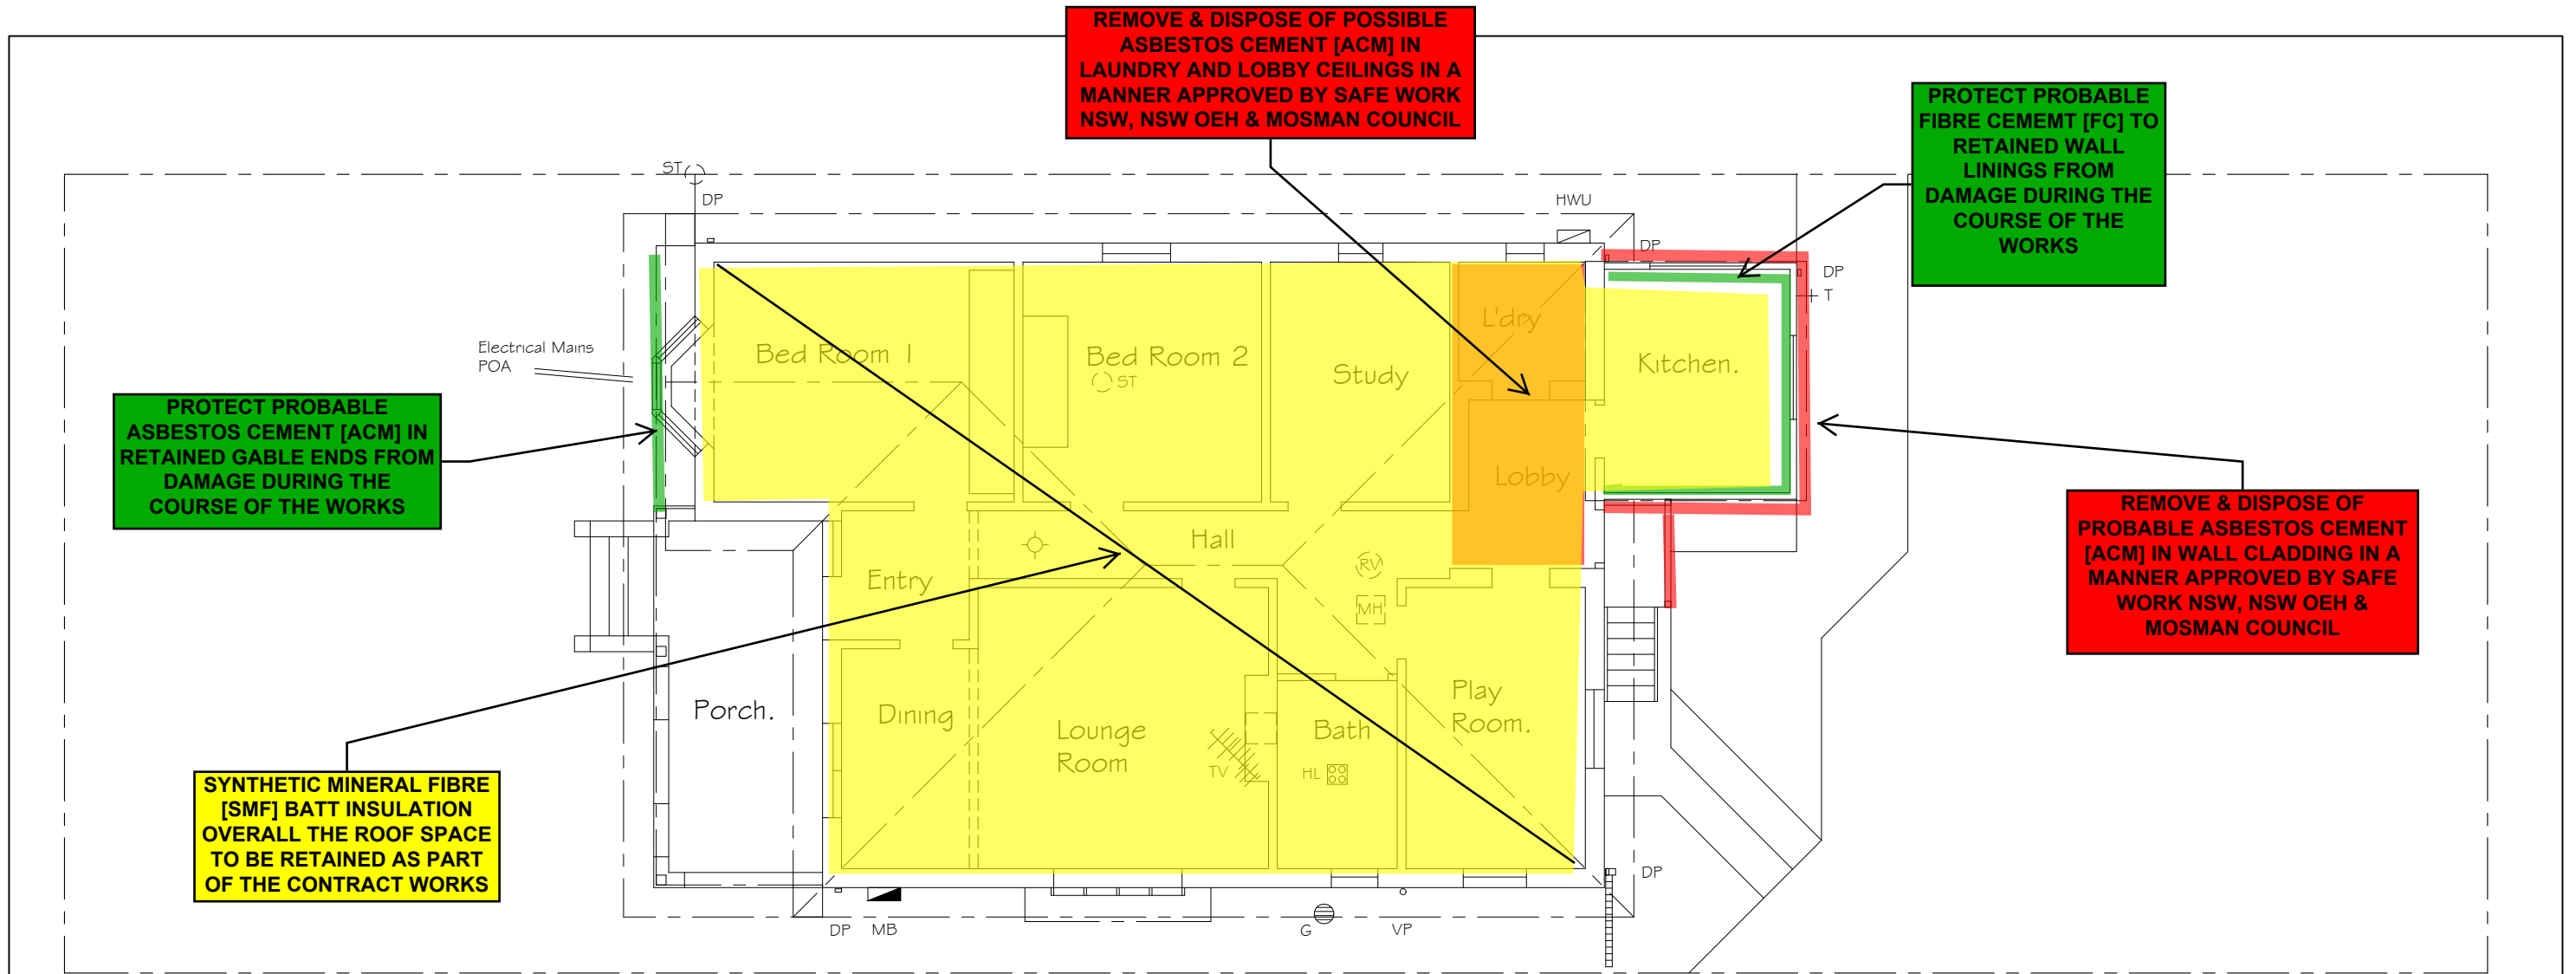 REMOVE & DISPOSE OF POSSIBLE
ASBESTOS CEMENT [ACM] IN
LAUNDRY AND LOBBY CEILINGS IN A
MANNER APPROVED BY SAFE WORK
NSW, NSW OEH & MOSMAN COUNCIL
PROTECT PROBABLE
FIBRE CEMEMT [FC] TO
RETAINED WALL
LININGS FROM
DAMAGE DURING THE
COURSE OF THE
WORKS
ST
DP
HWU
DP
DP
T
Electrical Mains
POA
Bed Room 1
Bed Room 2
ST
Study
L'dry
Kitchen.
Lobby
PROTECT PROBABLE
ASBESTOS CEMENT [ACM] IN
RETAINED GABLE ENDS FROM
DAMAGE DURING THE
COURSE OF THE WORKS
REMOVE & DISPOSE OF
PROBABLE ASBESTOS CEMENT
[ACM] IN WALL CLADDING IN A
MANNER APPROVED BY SAFE
WORK NSW, NSW OEH &
MOSMAN COUNCIL
Hall
Entry
RV
MH
Porch.
Dining
Lounge
Room
TV
Bath
HL
Play
Room.
SYNTHETIC MINERAL FIBRE
[SMF] BATT INSULATION
OVERALL THE ROOF SPACE
TO BE RETAINED AS PART
OF THE CONTRACT WORKS
DP
DP
MB
G
VP